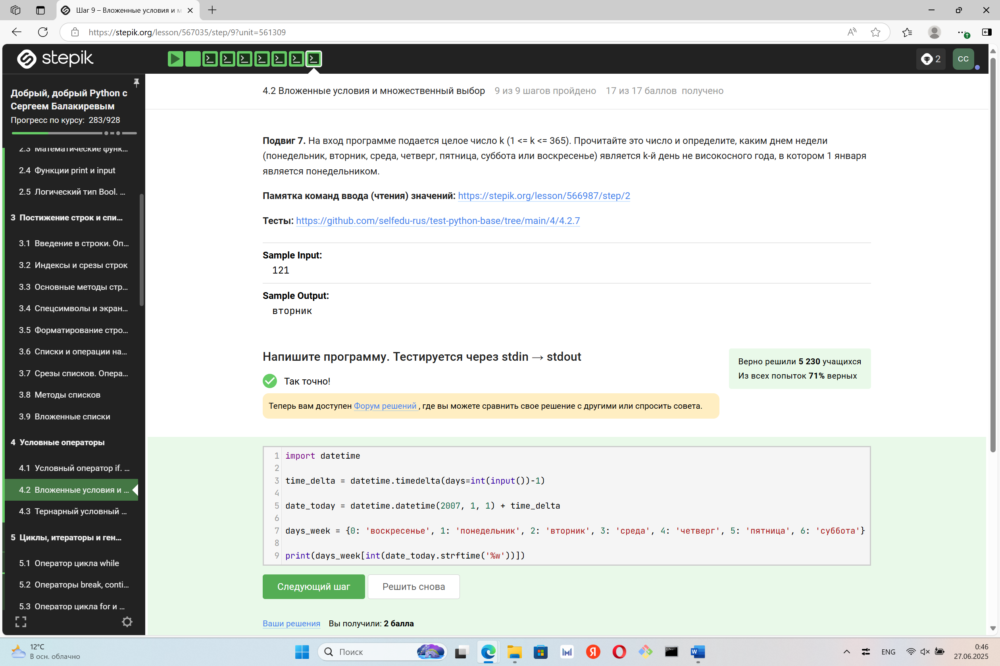 Шаг 9 – Вложенные условия и м
https://stepik.org/lesson/567035/step/9?unit=561309
stepik
2
CC
Добрый, добрый Python с
Сергеем Балакиревым
Прогресс по курсу: 283/928
2.3 Математические функ...
2.4 Функции print и input
2.5 Логический тип Bool. ...
3 Постижение строк и спи...
3.1 Введение в строки. Оп...
3.2 Индексы и срезы строк
3.3 Основные методы стр...
3.4 Спецсимволы и экран...
3.5 Форматирование стро...
3.6 Списки и операции на...
3.7 Срезы списков. Опера...
3.8 Методы списков
3.9 Вложенные списки
4 Условные операторы
4.1 Условный оператор if. ...
4.2 Вложенные условия и ...
4.3 Тернарный условный ...
5 Циклы, итераторы и ген...
5.1 Оператор цикла while
5.2 Операторы break, conti...
5.3 Оператор цикла for и ...
4.2 Вложенные условия и множественный выбор 9 из 9 шагов пройдено 17 из 17 баллов получено
Подвиг 7. На вход программе подается целое число k (1 <= k <= 365). Прочитайте это число и определите, каким днем недели
(понедельник, вторник, среда, четверг, пятница, суббота или воскресенье) является k-й день не високосного года, в котором 1 января
является понедельником.
Памятка команд ввода (чтения) значений: https://stepik.org/lesson/566987/step/2
Тесты: https://github.com/selfedu-rus/test-python-base/tree/main/4/4.2.7
Sample Input:
121
Sample Output:
вторник
Напишите программу. Тестируется через stdin → stdout
Верно решили 5 230 учащихся
Из всех попыток 71% верных
Так точно!
Теперь вам доступен Форум решений , где вы можете сравнить свое решение с другими или спросить совета.
1 import datetime
2
3 time_delta = datetime.timedelta(days=int(input())-1)
4
5 date_today = datetime.datetime(2007, 1, 1) + time_delta
6
7 days_week = {0: 'воскресенье', 1: 'понедельник', 2: 'вторник', 3: 'среда', 4: 'четверг', 5: 'пятница', 6: 'суббота'}
8
9 print(days_week[int(date_today.strftime('%w'))])
Следующий шаг
Решить снова
Ваши решения Вы получили: 2 балла
12°C
В осн. облачно
Поиск
ENG
0:46
27.06.2025